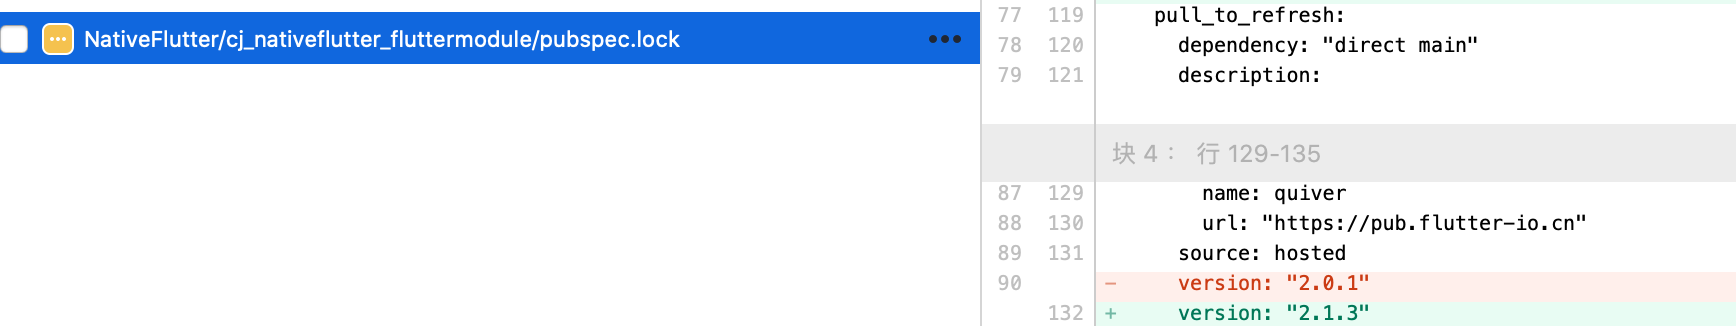 NativeFlutter/cj_nativeflutter_fluttermodule/pubspec.lock
77 119 pull_to_refresh:
78 120 dependency: "direct main"
79 121 description:
块 4： 行 129-135
87 129 name: quiver
88 130 url: "https://pub.flutter-io.cn"
89 131 source: hosted
90 - version: "2.0.1"
132 + version: "2.1.3"